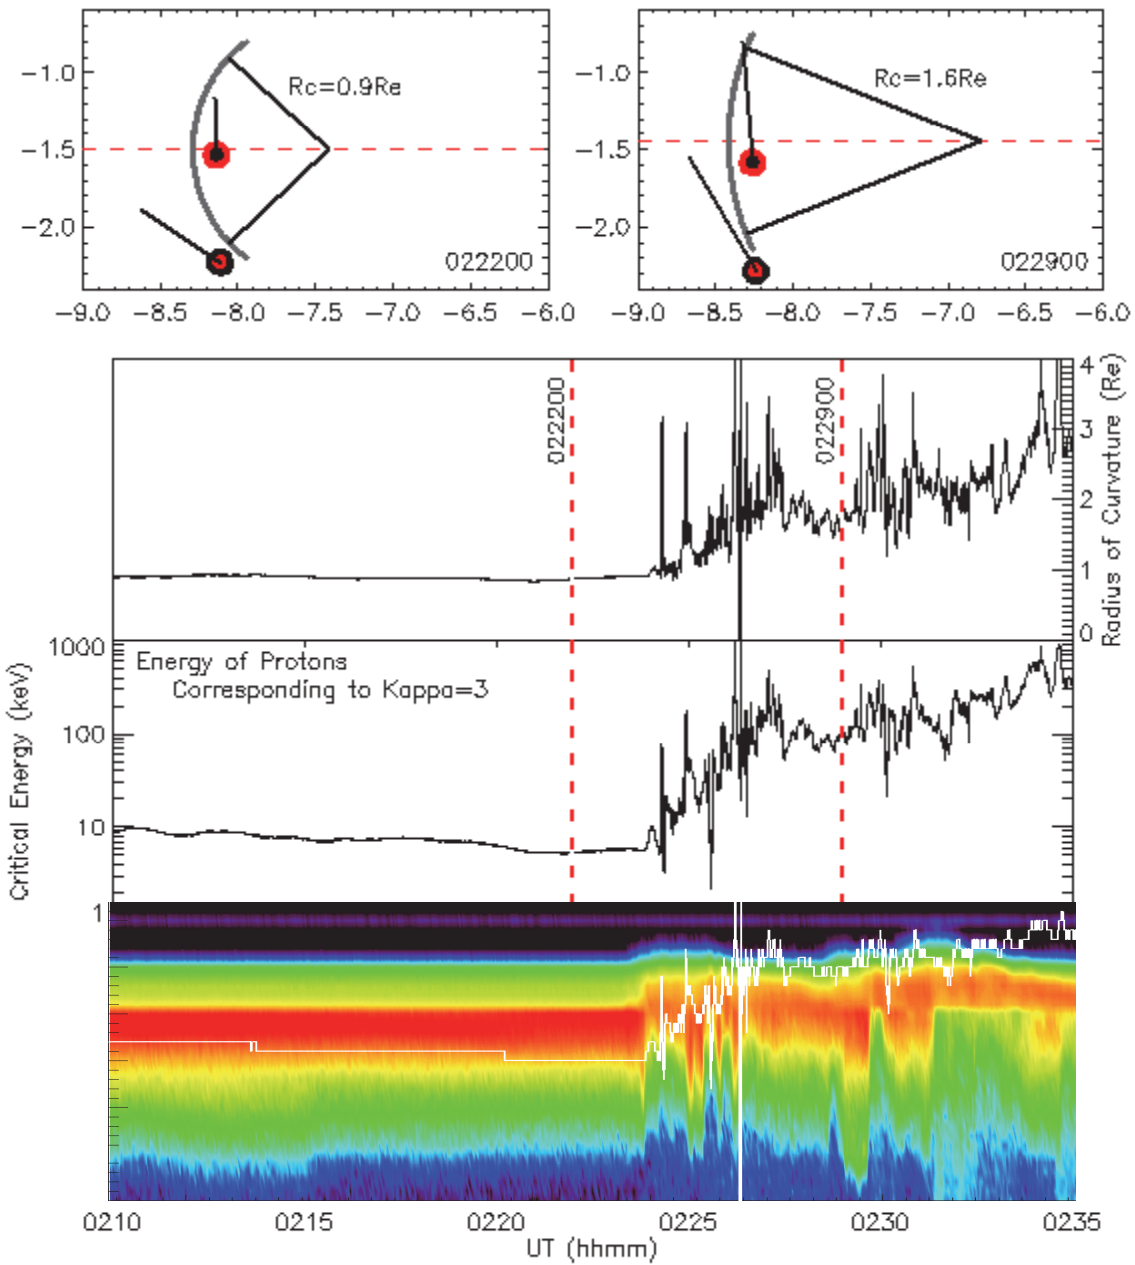 -1.0
-1.5
-2.0
Rc=0.9Re
022200
-9.0 -8.5 -8.0 -7.5 -7.0 -6.5 -6.0
-1.0
-1.5
-2.0
Rc=1.6Re
022900
-9.0 -8.5 -8.0 -7.5 -7.0 -6.5 -6.0
022200
022900
4
3
2
1
0
Radius of Curvature (Re)
Energy of Protons
Corresponding to Kappa=3
1000
100
10
1
Critical Energy (keV)
0210 0215 0220 0225 0230 0235
UT (hhmm)